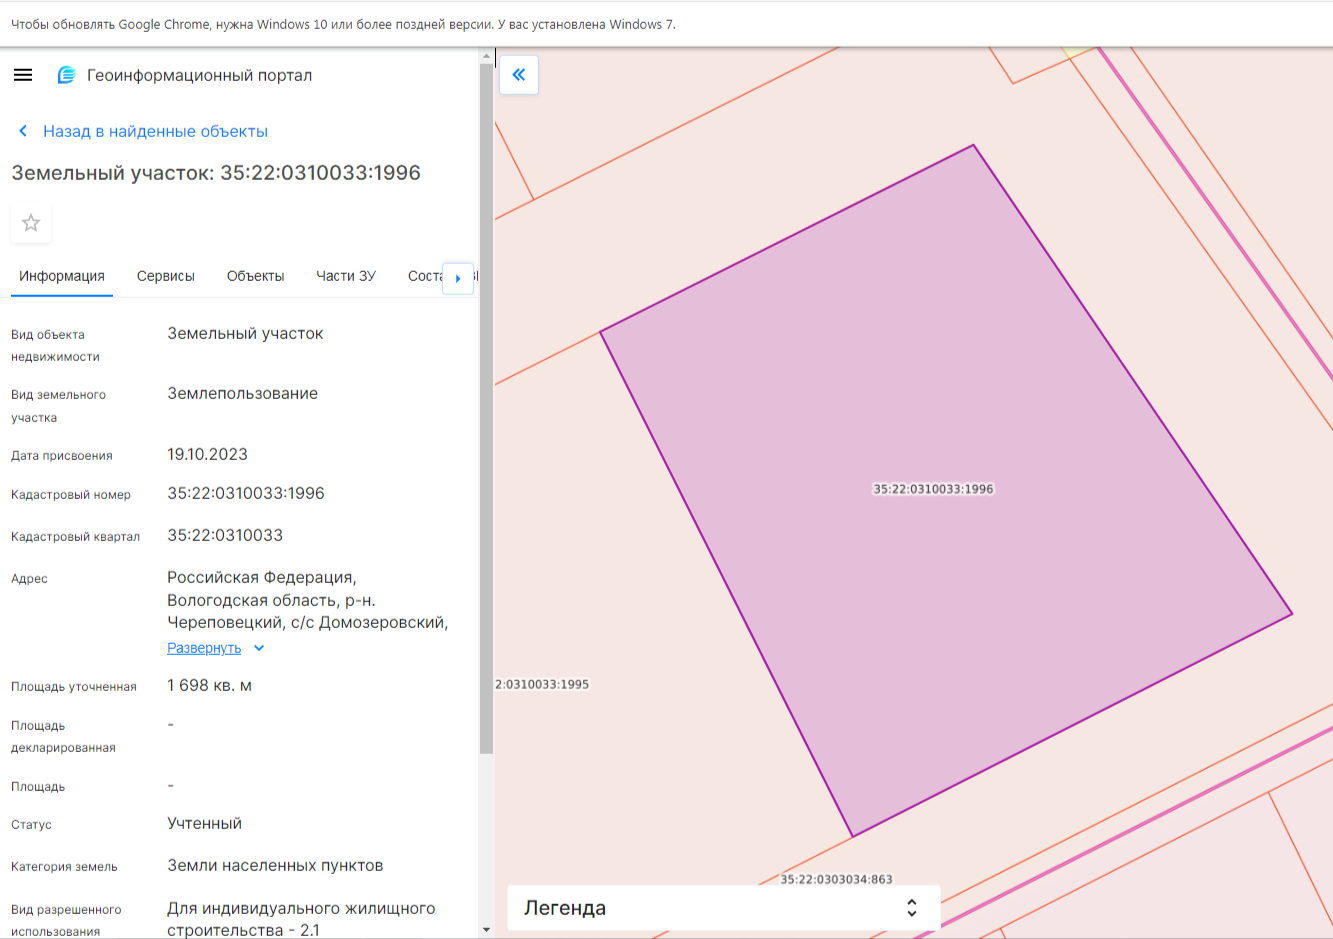 Чтобы обновлять Google Chrome, нужна Windows 10 или более поздней версии. У вас установлена Windows 7.
Геоинформационный портал
Назад в найденные объекты
Земельный участок: 35:22:0310033:1996
Информация Сервисы Объекты Части ЗУ
Вид объекта
недвижимости
Земельный участок
Вид земельного
участка
Землепользование
Дата присвоения
19.10.2023
Кадастровый номер
35:22:0310033:1996
Кадастровый квартал
35:22:0310033
Адрес
Российская Федерация,
Вологодская область, р-н.
Череповецкий, с/с Домозеровский,
Развернуть
Площадь уточненная
1 698 кв. м
Площадь
декларированная
-
Площадь
-
Статус
Учтенный
Категория земель
Земли населенных пунктов
Вид разрешенного
использования
Для индивидуального жилищного
строительства - 2.1
35:22:0310033:1996
2:0310033:1995
35:22:0303034:863
Легенда